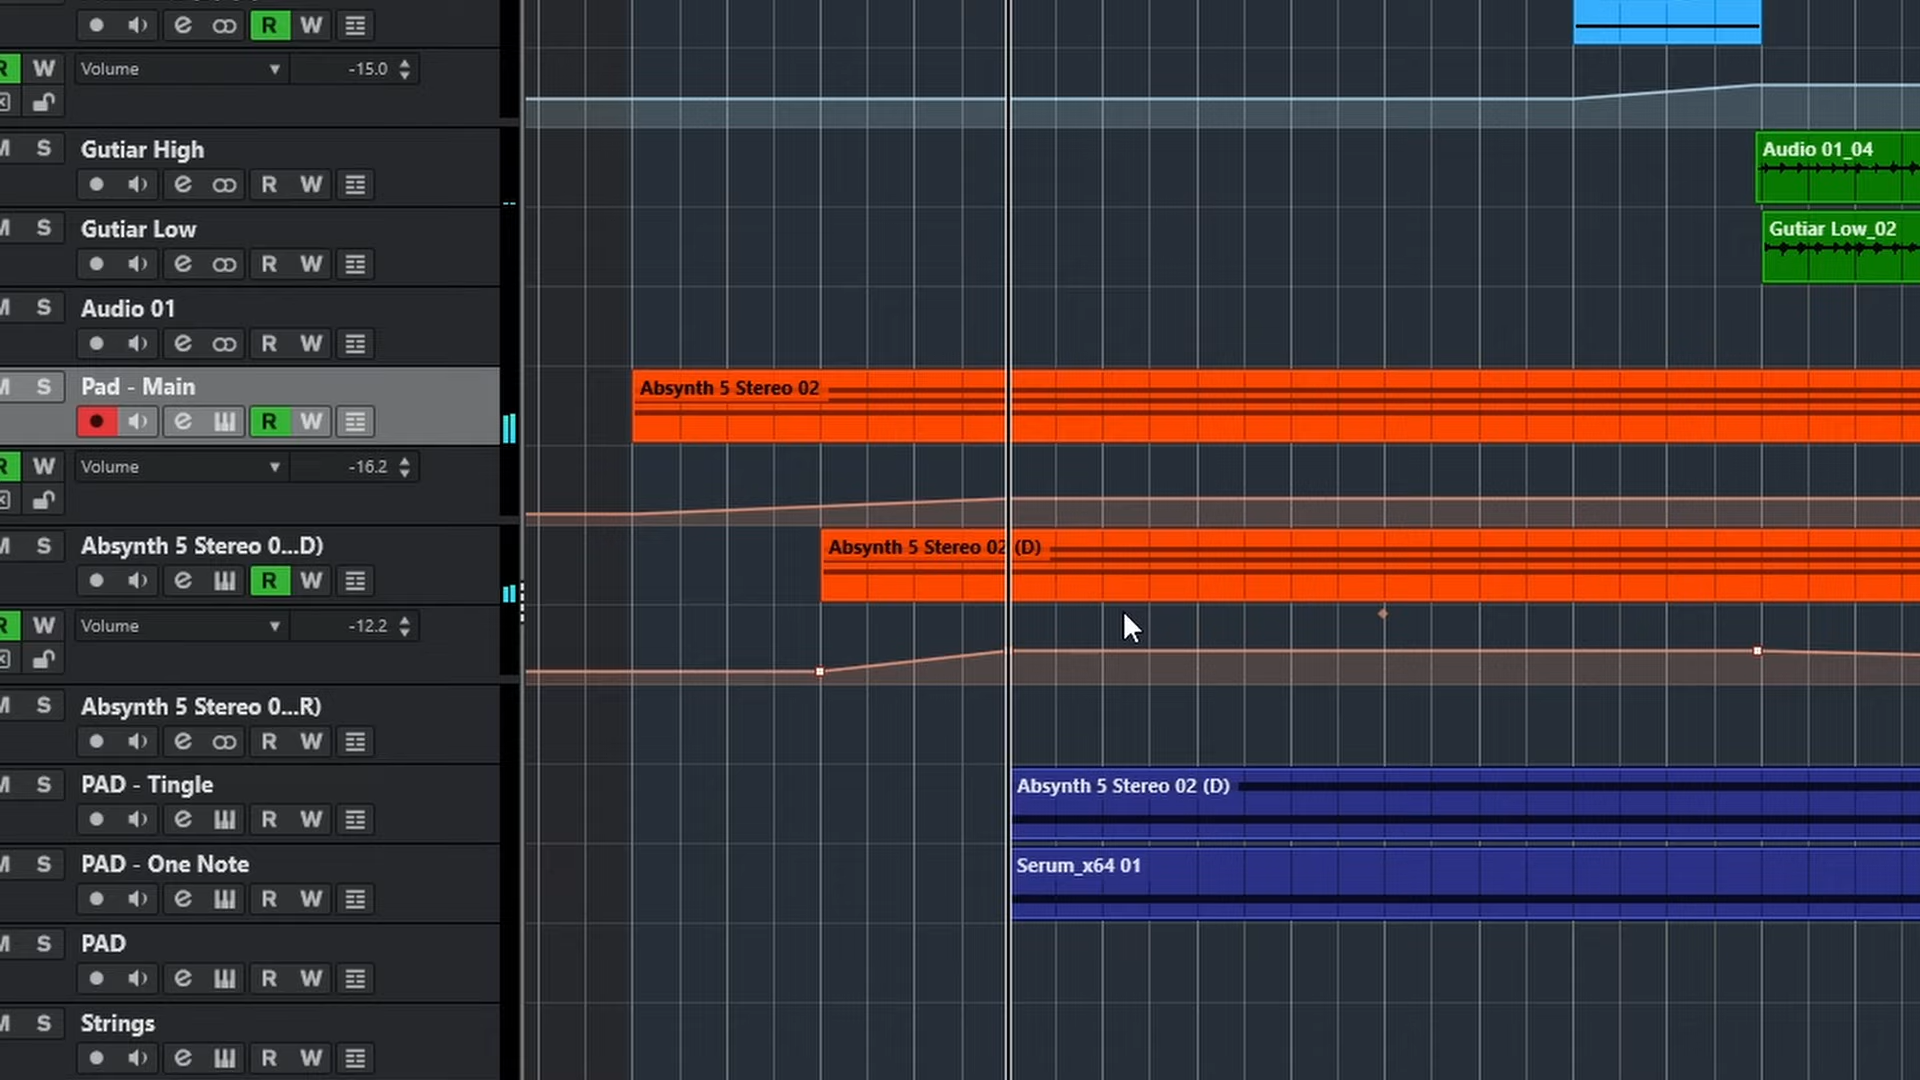 R W
R W Volume -15.0
M S Gutiar High
R W
M S Gutiar Low
R W
M S Audio 01
R W
M S Pad - Main
R W
R W Volume -16.2
M S Absynth 5 Stereo 0...D)
R W
R W Volume -12.2
M S Absynth 5 Stereo 0...R)
R W
M S PAD - Tingle
R W
M S PAD - One Note
R W
M S PAD
R W
M S Strings
R W
Audio 01_04
Gutiar Low_02
Absynth 5 Stereo 02
Absynth 5 Stereo 02 (D)
Absynth 5 Stereo 02 (D)
Serum_x64 01